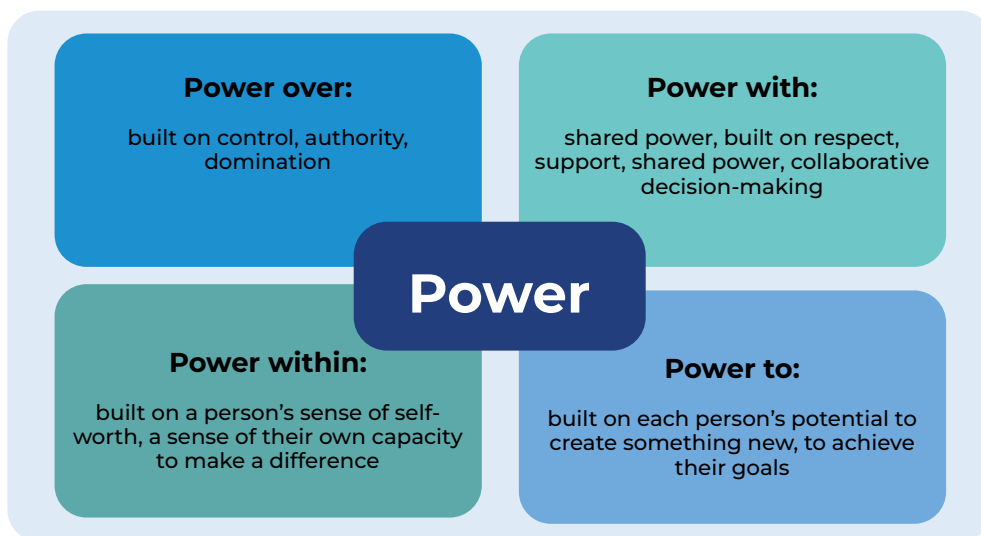 Power over:
built on control, authority,
domination
Power with:
shared power, built on respect,
support, shared power, collaborative
decision-making
Power
Power within:
built on a person’s sense of self-
worth, a sense of their own capacity
to make a difference
Power to:
built on each person’s potential to
create something new, to achieve
their goals